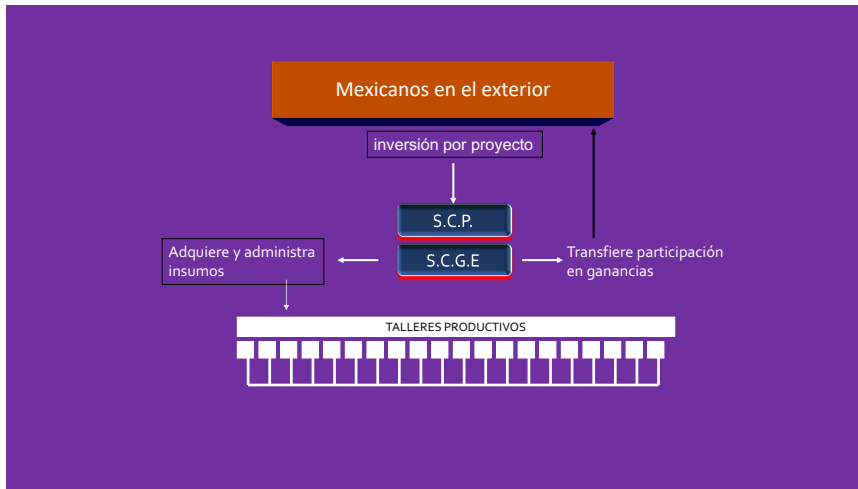 Mexicanos en el exterior
inversión por proyecto
S.C.P.
Adquiere y administra
insumos
S.C.G.E
Transfiere participación
en ganancias
TALLERES PRODUCTIVOS